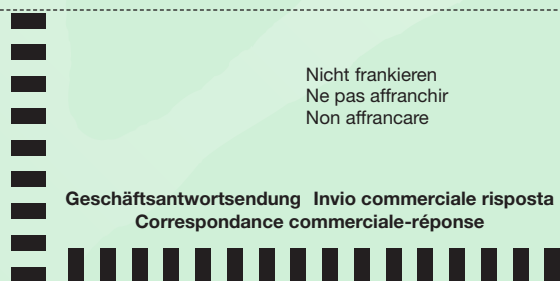 Nicht frankieren
Ne pas affranchir
Non affrancare
Geschäftsantwortsendung Invio commerciale risposta
Correspondance commerciale-réponse